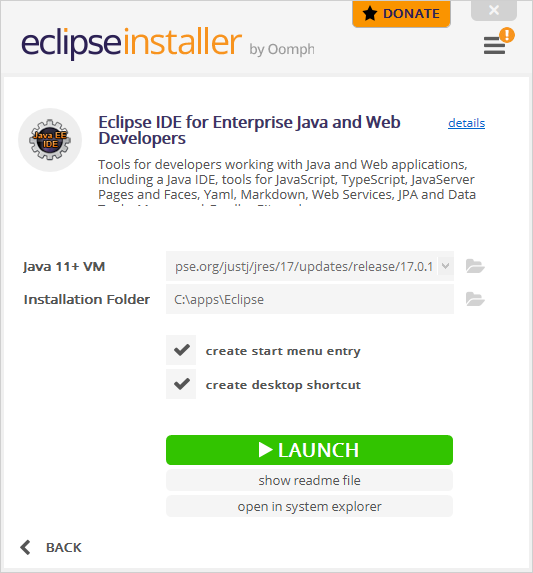 DONATE
eclipseinstaller by Oomph
Java EE
IDE
Eclipse IDE for Enterprise Java and Web
Developers
details
Tools for developers working with Java and Web applications,
including a Java IDE, tools for JavaScript, TypeScript, JavaServer
Pages and Faces, Yaml, Markdown, Web Services, JPA and Data
Java 11+ VM
pse.org/justj/jres/17/updates/release/17.0.1
Installation Folder
C:\apps\Eclipse
create start menu entry
create desktop shortcut
LAUNCH
show readme file
open in system explorer
BACK